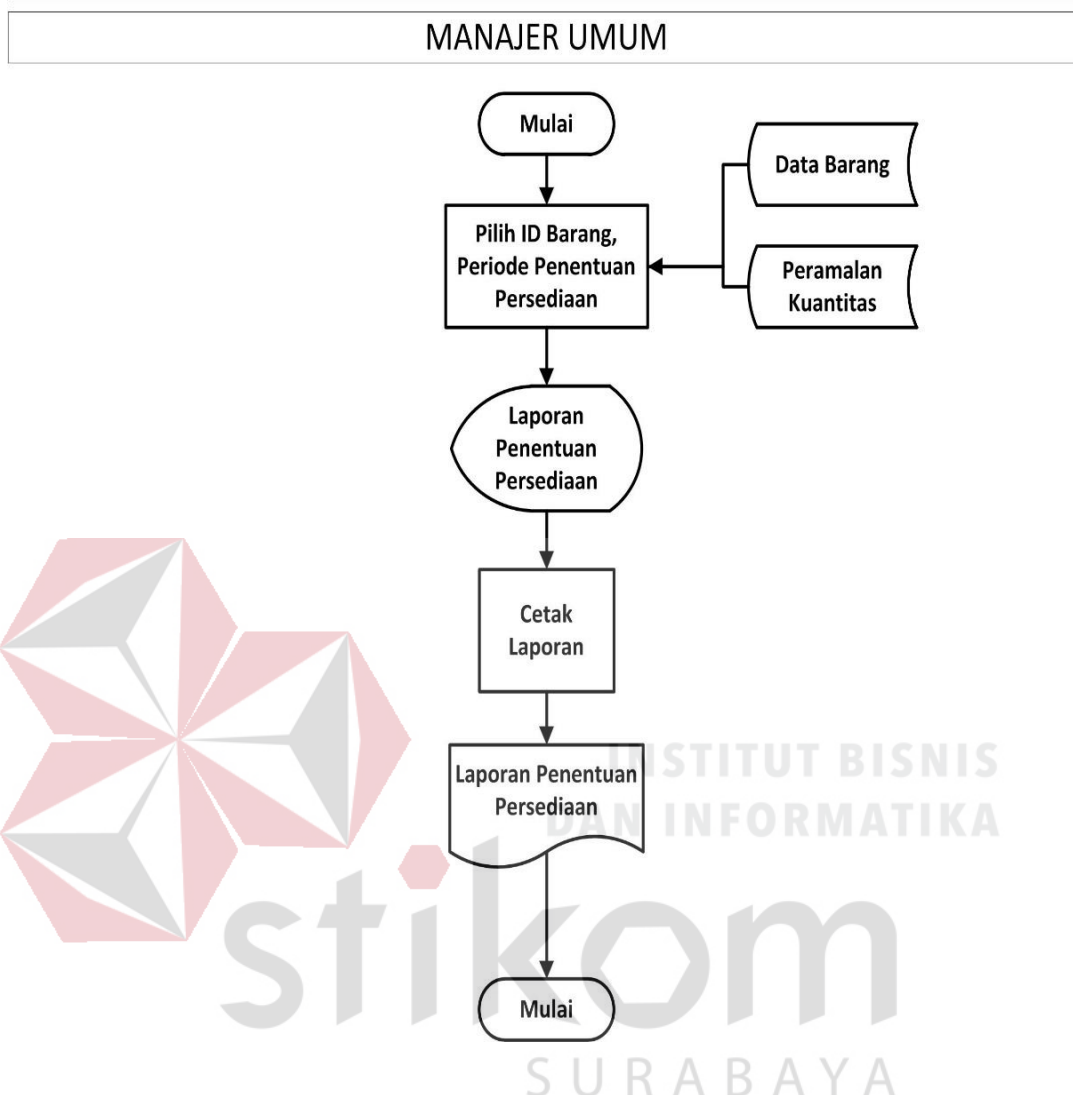 MANAJER UMUM
Mulai
Data Barang
Pilih ID Barang,
Periode Penentuan
Persediaan
Peramalan
Kuantitas
Laporan
Penentuan
Persediaan
Cetak
Laporan
Laporan Penentuan
Persediaan
INSTITUT BISNIS
DAN INFORMATIKA
stikom
SURABAYA
Mulai